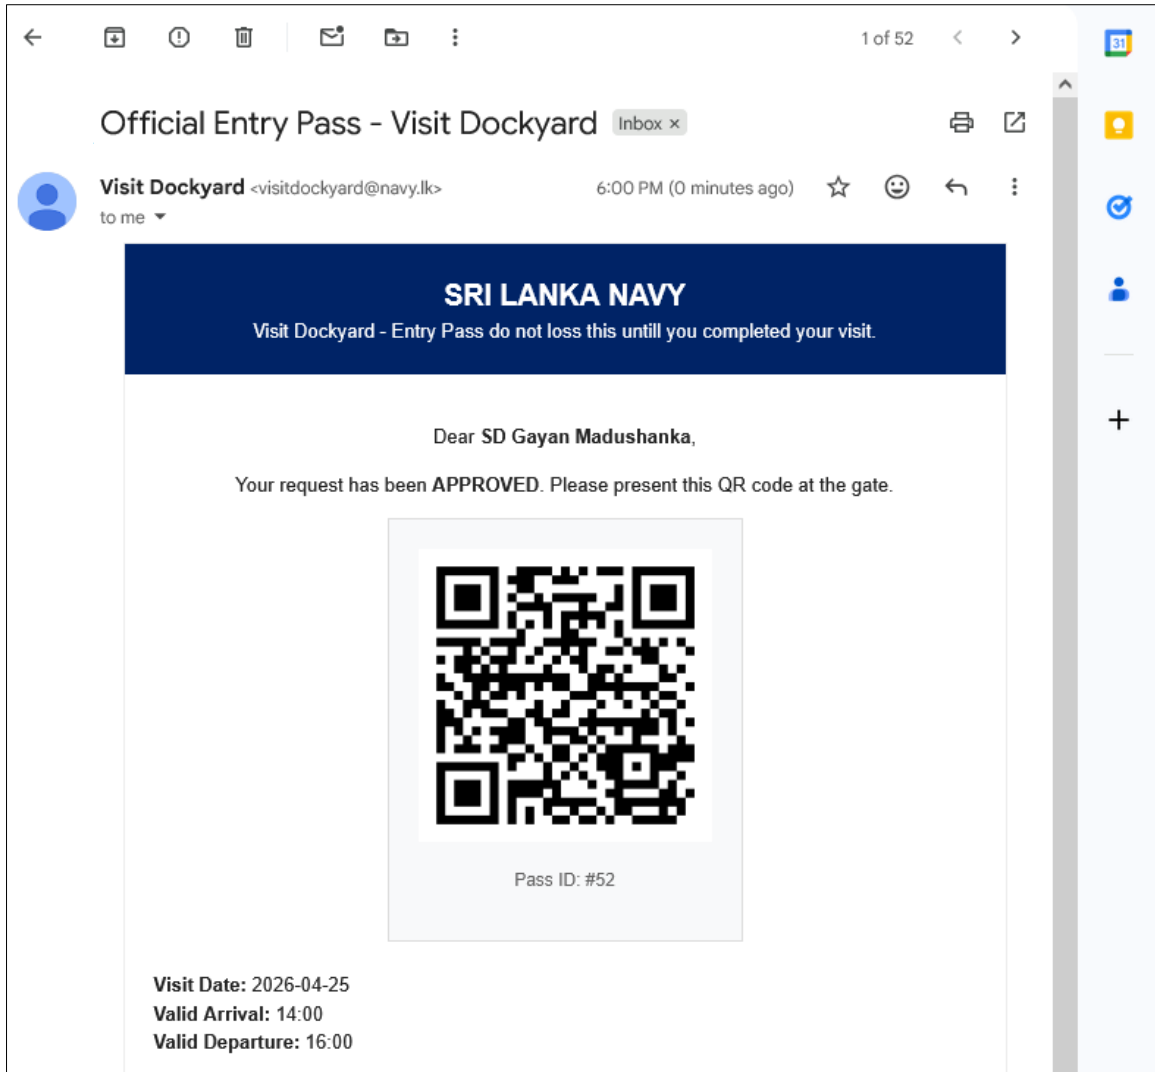 1 of 52
31
Official Entry Pass - Visit Dockyard Inbox ×
Visit Dockyard <visitdockyard@navy.lk> 6:00 PM (0 minutes ago)
to me
SRI LANKA NAVY
Visit Dockyard - Entry Pass do not loss this untill you completed your visit.
Dear SD Gayan Madushanka,
Your request has been APPROVED. Please present this QR code at the gate.
Pass ID: #52
Visit Date: 2026-04-25
Valid Arrival: 14:00
Valid Departure: 16:00